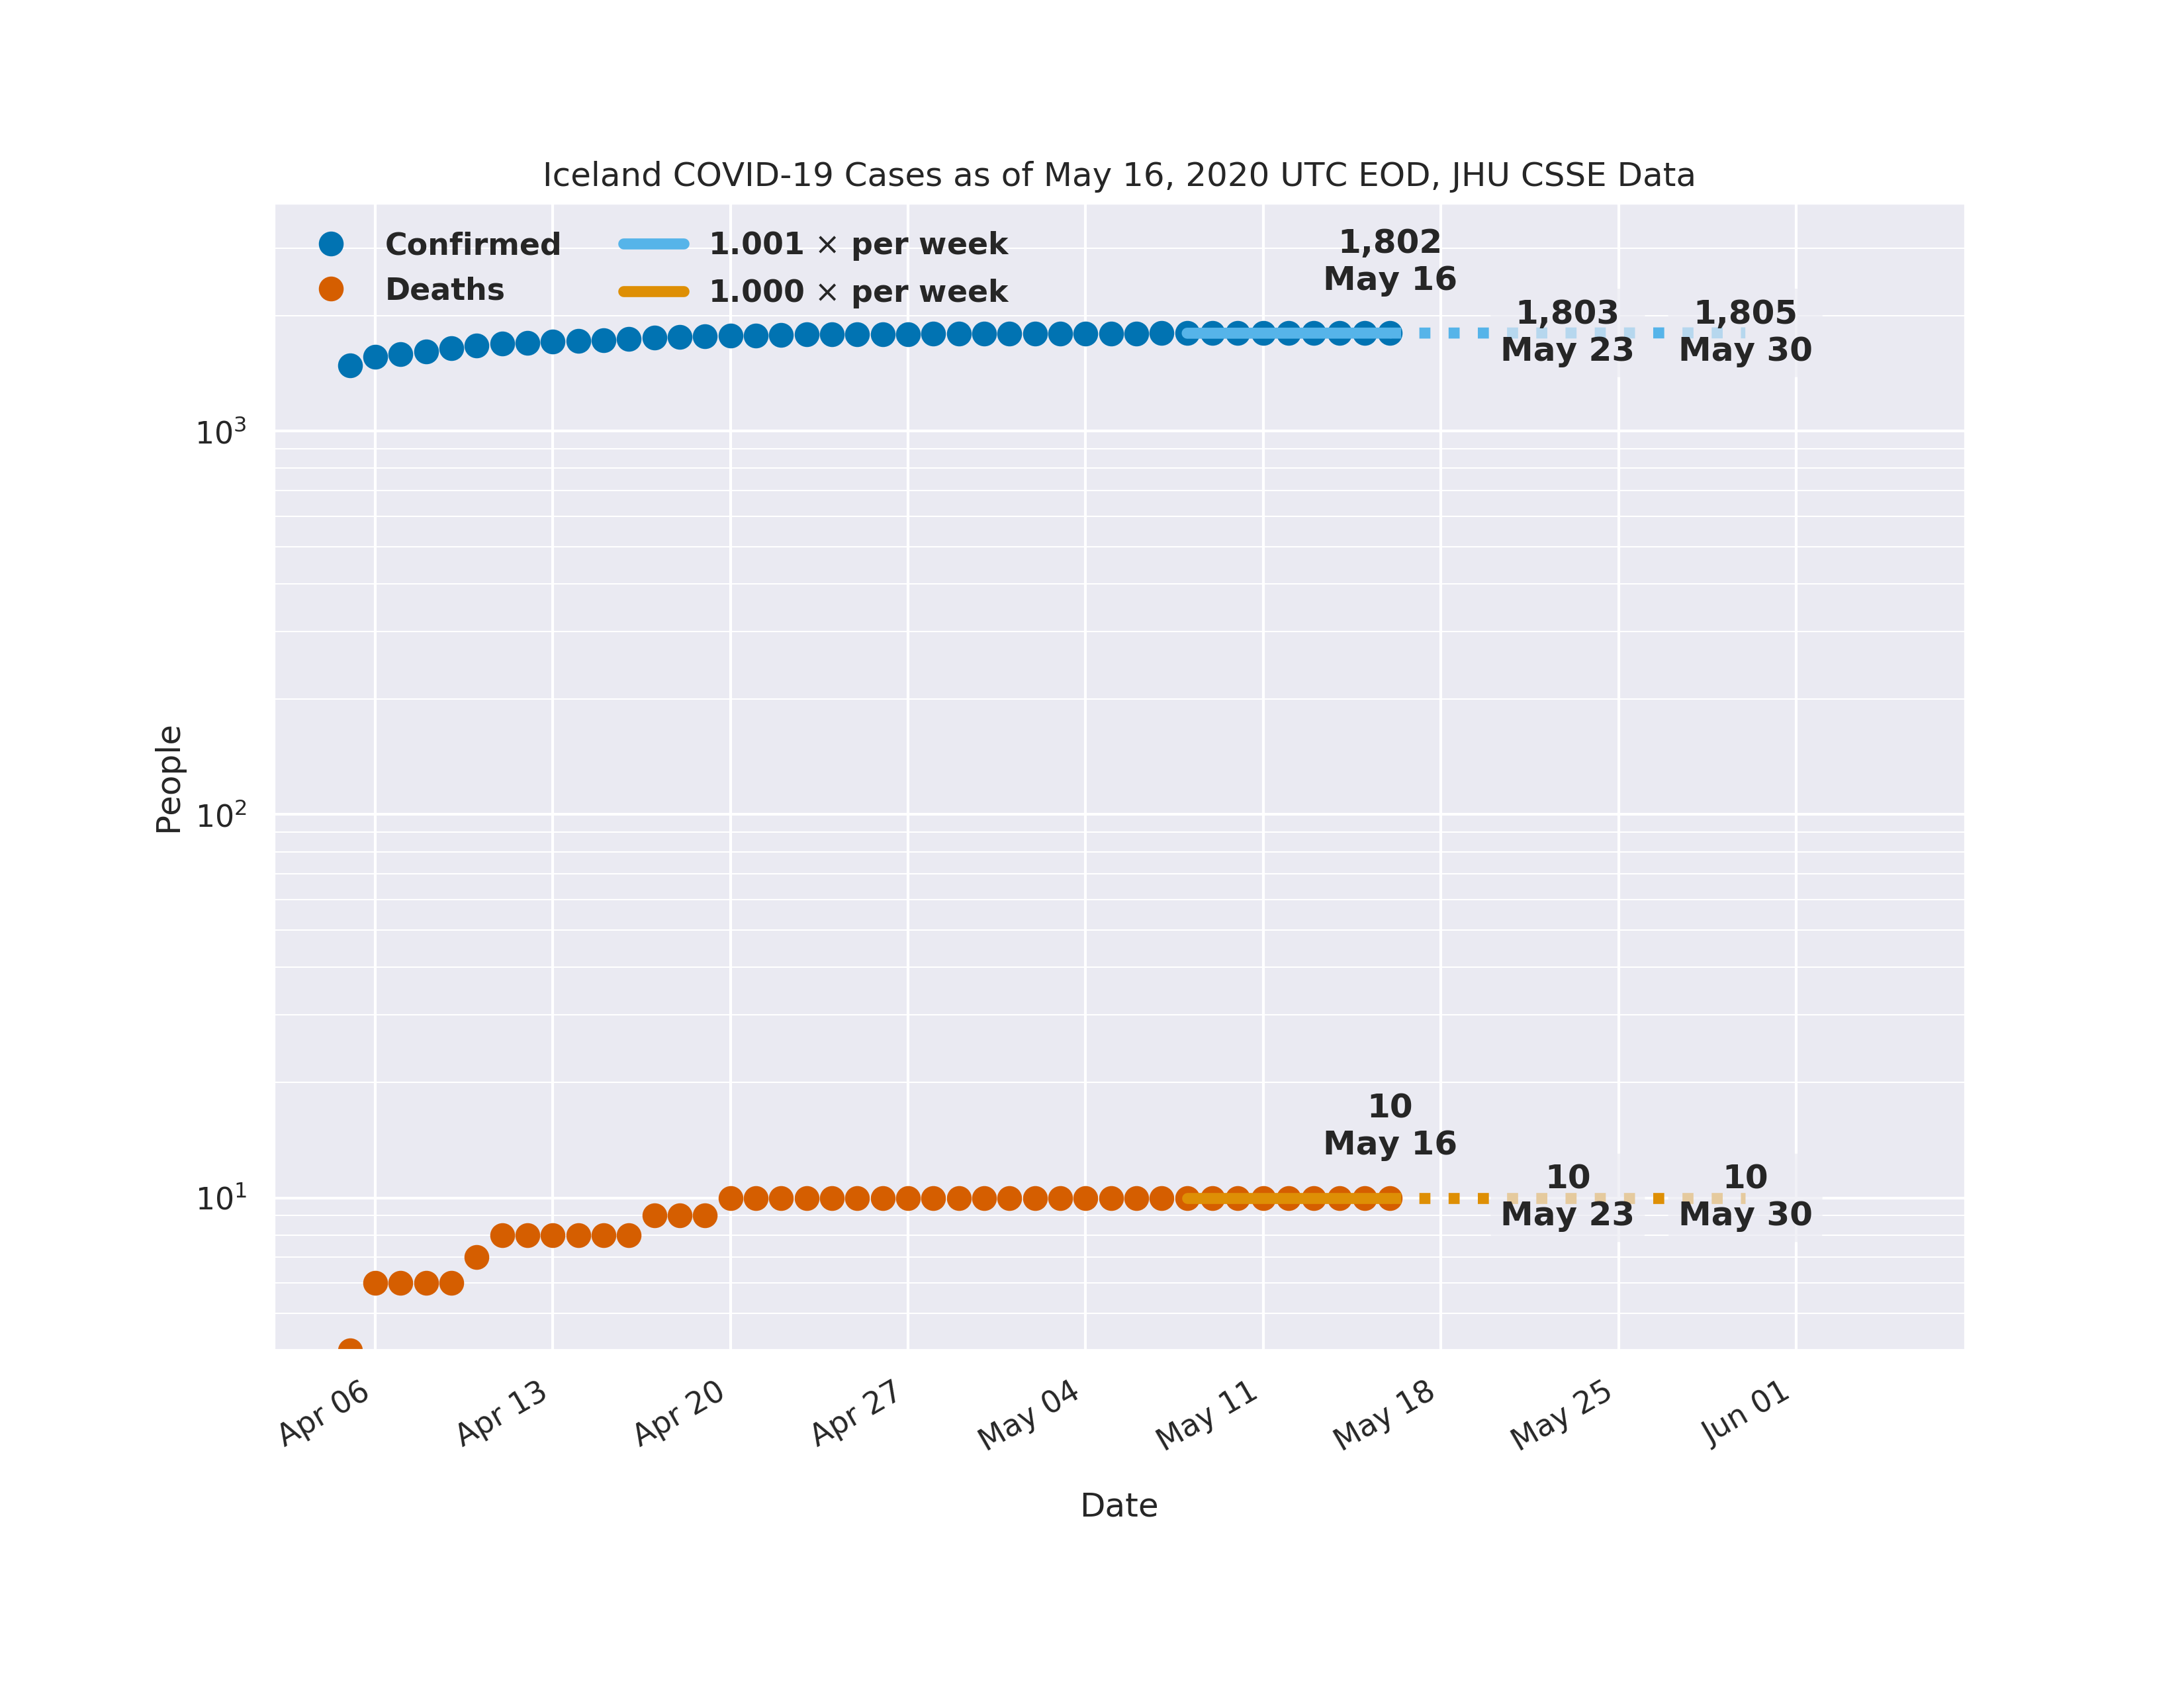 Iceland COVID-19 Cases as of May 16, 2020 UTC EOD, JHU CSSE Data
Confirmed
Deaths
1.001 × per week
1.000 × per week
1,802
May 16
1,803
May 23
1,805
May 30
10³
10²
10¹
People
10
May 16
10
May 23
10
May 30
Apr 06
Apr 13
Apr 20
Apr 27
May 04
May 11
May 18
May 25
Jun 01
Date